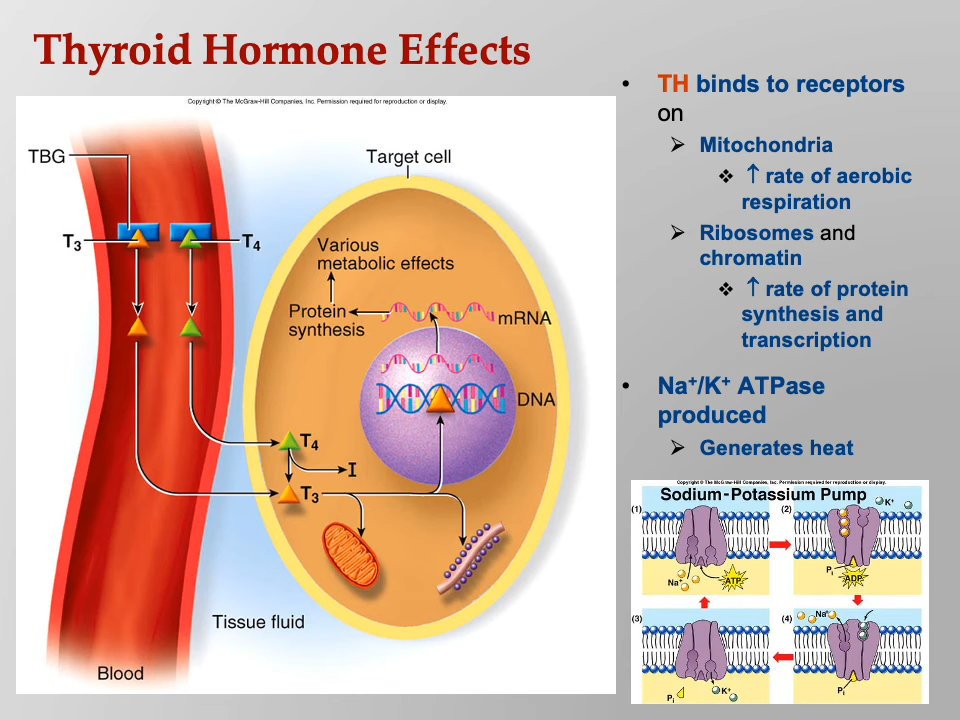 Thyroid Hormone Effects
Copyright © The McGraw-Hill Companies, Inc. Permission required for reproduction or display.
TBG
Target cell
T3
T4
Various
metabolic effects
Protein
synthesis
mRNA
DNA
T4
I
T3
Tissue fluid
Blood
• TH binds to receptors
on
➢ Mitochondria
❖ ↑ rate of aerobic
respiration
➢ Ribosomes and
chromatin
❖ ↑ rate of protein
synthesis and
transcription
• Na+/K+ ATPase
produced
➢ Generates heat
Copyright © The McGraw-Hill Companies, Inc. Permission required for reproduction or display.
Sodium-Potassium Pump
(1)
Na+
ATP
(2)
K+
Pi
ADP
(3)
Pi
K+
(4)
Na+
Pi